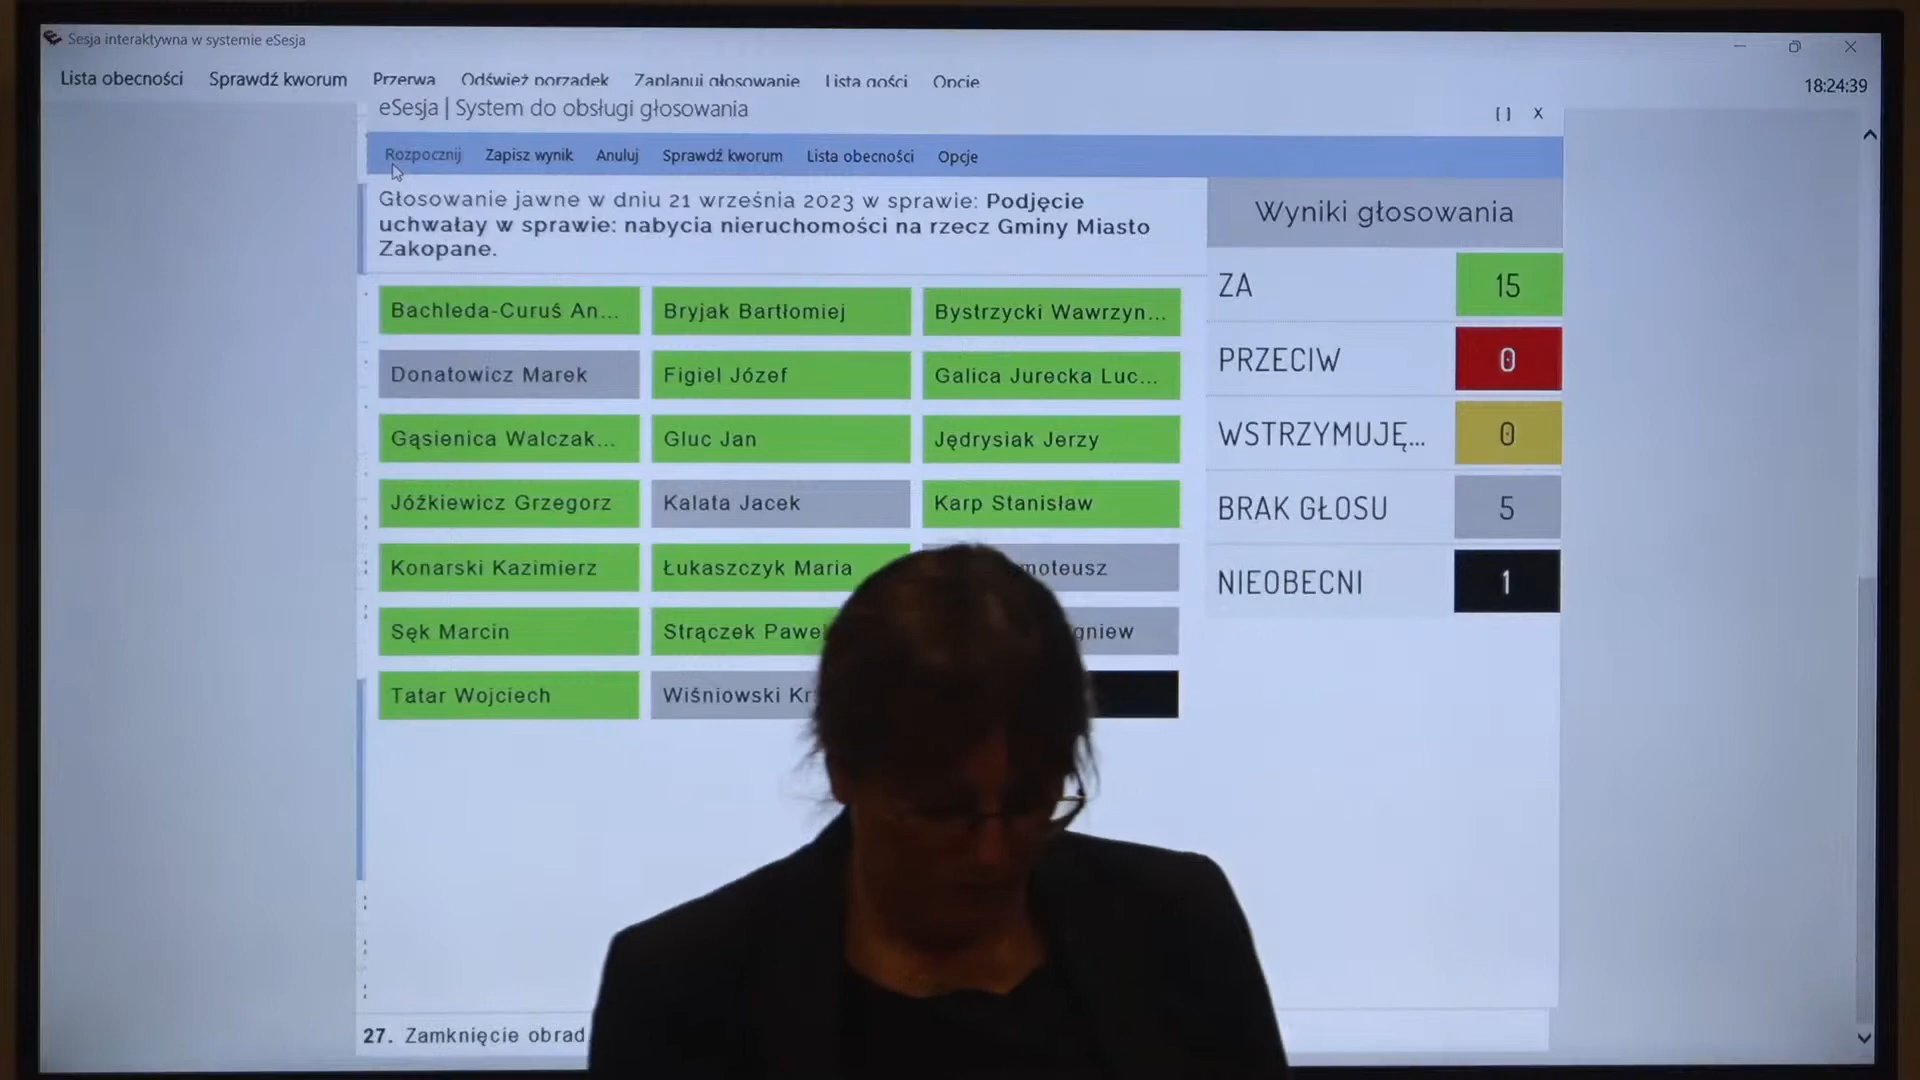 Sesja interaktywna w systemie eSesja
Lista obecności Sprawdź kworum Przerwa Odśwież porządek Zaplanuj głosowanie Lista gości Opcje
18:24:39
eSesja | System do obsługi głosowania [ ] X
Rozpocznij Zapisz wynik Anuluj Sprawdź kworum Lista obecności Opcje
Głosowanie jawne w dniu 21 września 2023 w sprawie: Podjęcie
uchwałay w sprawie: nabycia nieruchomości na rzecz Gminy Miasto
Zakopane.
Bachleda-Curuś An... Bryjak Bartłomiej Bystrzycki Wawrzyn...
Donatowicz Marek Figiel Józef Galica Jurecka Luc...
Gąsienica Walczak... Gluc Jan Jędrysiak Jerzy
Jóźkiewicz Grzegorz Kalata Jacek Karp Stanisław
Konarski Kazimierz Łukaszczyk Maria moteusz
Sęk Marcin Strączek Paweł gniew
Tatar Wojciech Wiśniowski Kr
Wyniki głosowania
ZA 15
PRZECIW 0
WSTRZYMUJĘ... 0
BRAK GŁOSU 5
NIEOBECNI 1
27. Zamknięcie obrad